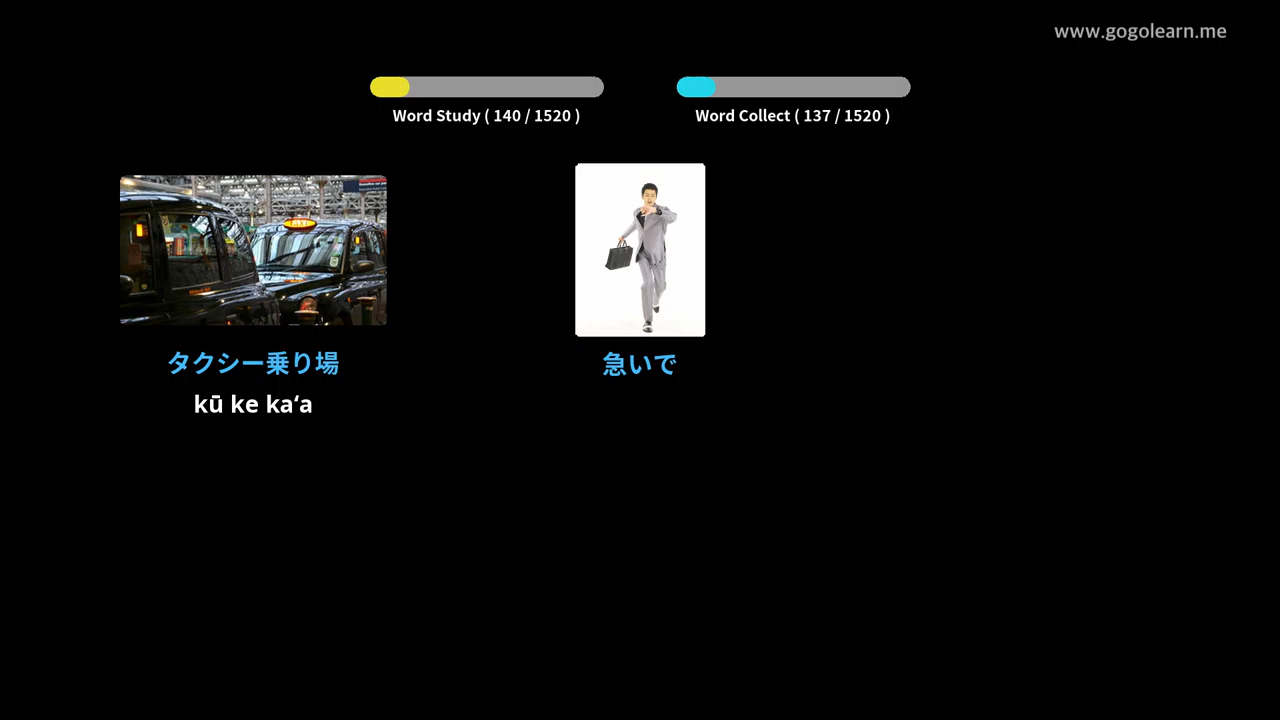 www.gogolearn.me
Word Study ( 140 / 1520 )
Word Collect ( 137 / 1520 )
TAXI
タクシー乗り場
急いで
kū ke kaʻa